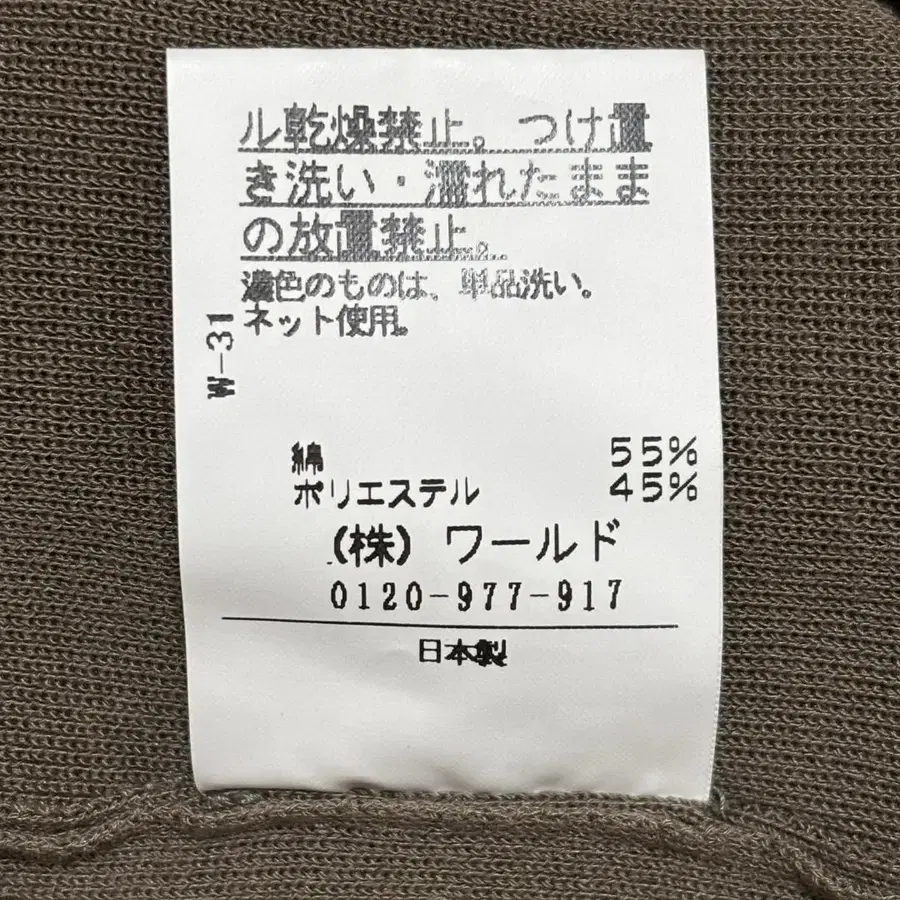 ル乾燥禁止。つけ置
き洗い・濡れたまま
の放置禁止。
濃色のものは、単品洗い。
ネット使用。
W-31
綿 55%
ポリエステル 45%
(株) ワールド
0120-977-917
日本製